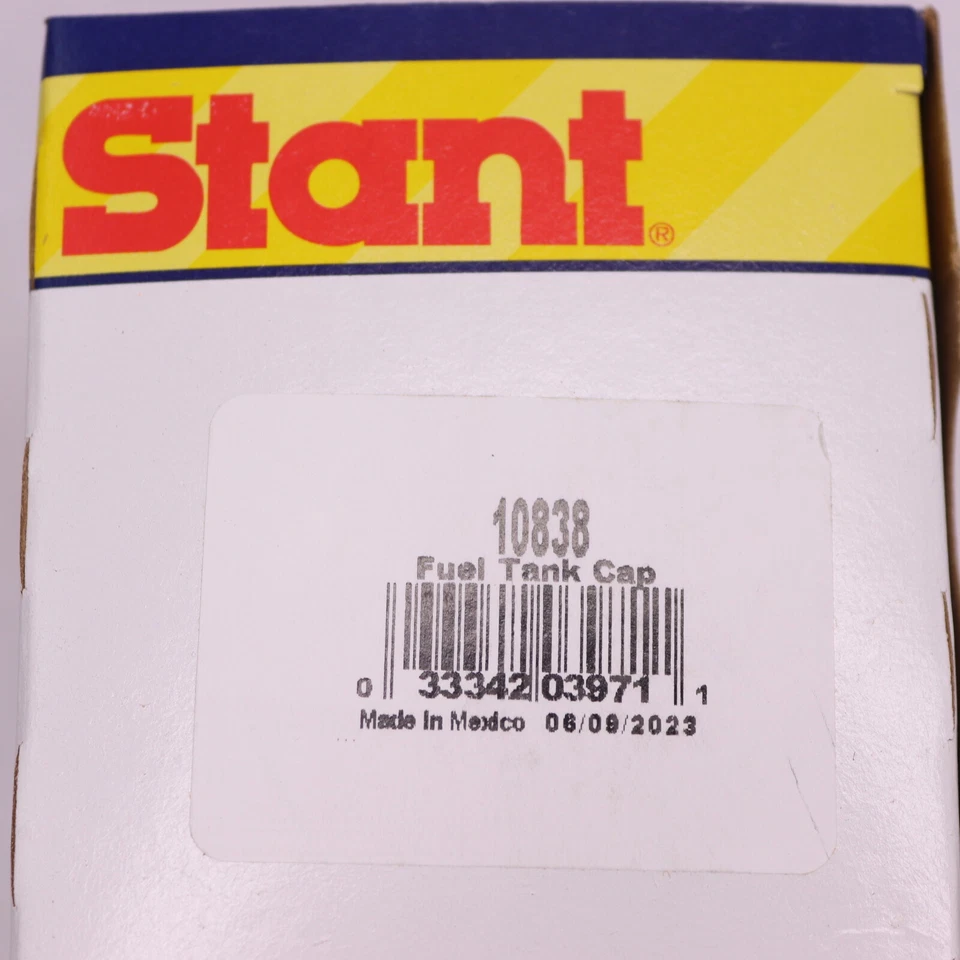 Stant®
10838
Fuel Tank Cap
0 33342 03971 1
Made In Mexico 06/09/2023